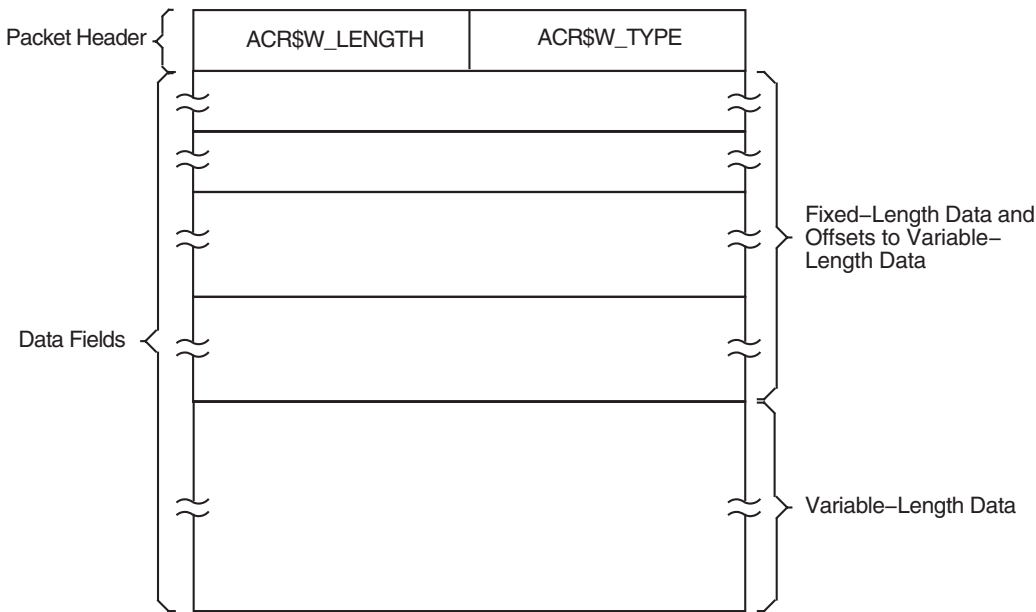 Packet Header
ACR$W_LENGTH
ACR$W_TYPE
Fixed−Length Data and
Offsets to Variable−
Length Data
Data Fields
Variable−Length Data